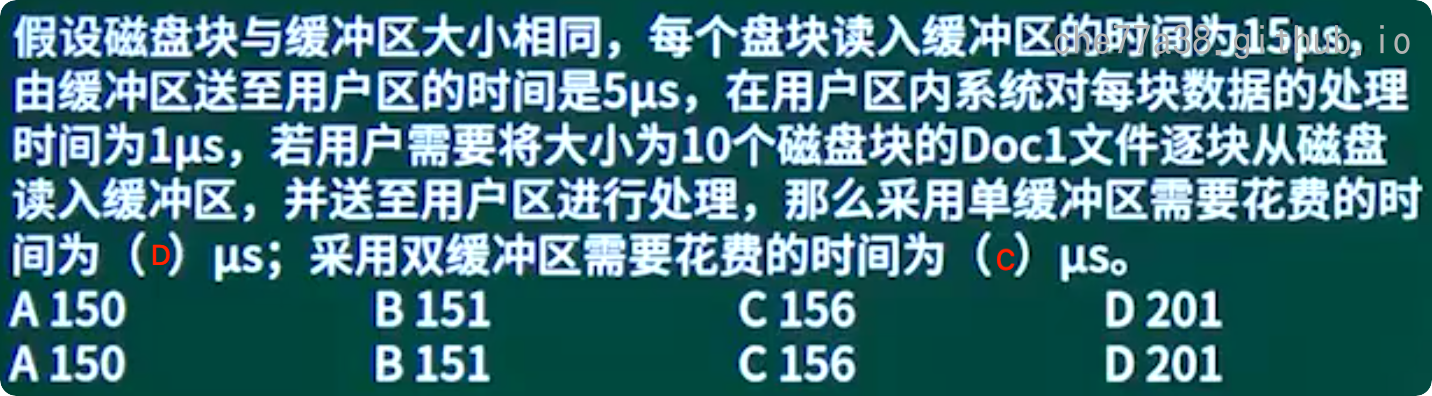 假设磁盘块与缓冲区大小相同，每个盘块读入缓冲区的时间为15μs，
由缓冲区送至用户区的时间是5μs，在用户区内系统对每块数据的处理
时间为1μs，若用户需要将大小为10个磁盘块的Doc1文件逐块从磁盘
读入缓冲区，并送至用户区进行处理，那么采用单缓冲区需要花费的时
间为（D）μs；采用双缓冲区需要花费的时间为（C）μs。
A 150 B 151 C 156 D 201
A 150 B 151 C 156 D 201